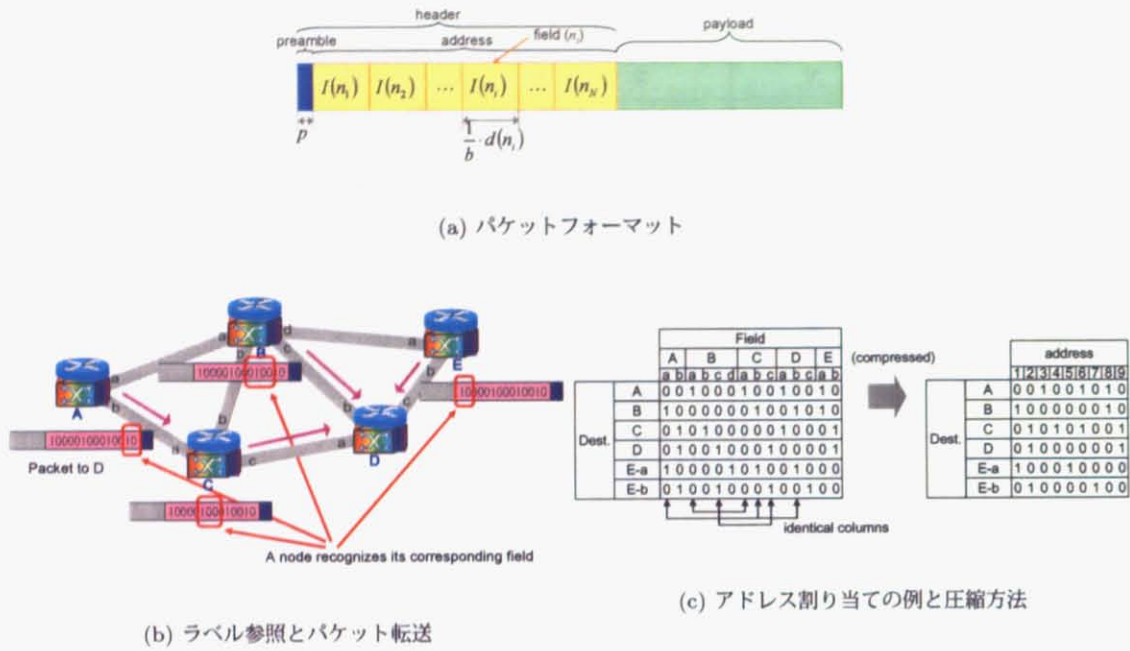 header
payload
preamble
address
field (n_i)
I(n_1) I(n_2) … I(n_i) … I(n_N)
p
1/b · d(n_i)
(a) パケットフォーマット
a
B
d
b
c
a
E
b
c
10000100010010
10000100010010
A
a
b
10000100010010
Packet to D
a
b
c
C
a
b
c
D
10000100010010
A node recognizes its corresponding field
(b) ラベル参照とパケット転送
Field
A B C D E
a b a b c d a b c a b c a b
Dest.
A 0 0 1 0 0 0 1 0 0 1 0 0 1 0
B 1 0 0 0 0 0 0 1 0 0 1 0 1 0
C 0 1 0 1 0 0 0 0 0 1 0 0 0 1
D 0 1 0 0 1 0 0 0 1 0 0 0 0 1
E-a 1 0 0 0 0 1 0 1 0 0 1 0 0 0
E-b 0 1 0 0 1 0 0 0 1 0 0 1 0 0
identical columns
(compressed)
address
1 2 3 4 5 6 7 8 9
Dest.
A 0 0 1 0 0 1 0 1 0
B 1 0 0 0 0 0 0 1 0
C 0 1 0 1 0 1 0 0 1
D 0 1 0 0 0 0 0 0 1
E-a 1 0 0 0 1 0 0 0 0
E-b 0 1 0 0 0 0 1 0 0
(c) アドレス割り当ての例と圧縮方法